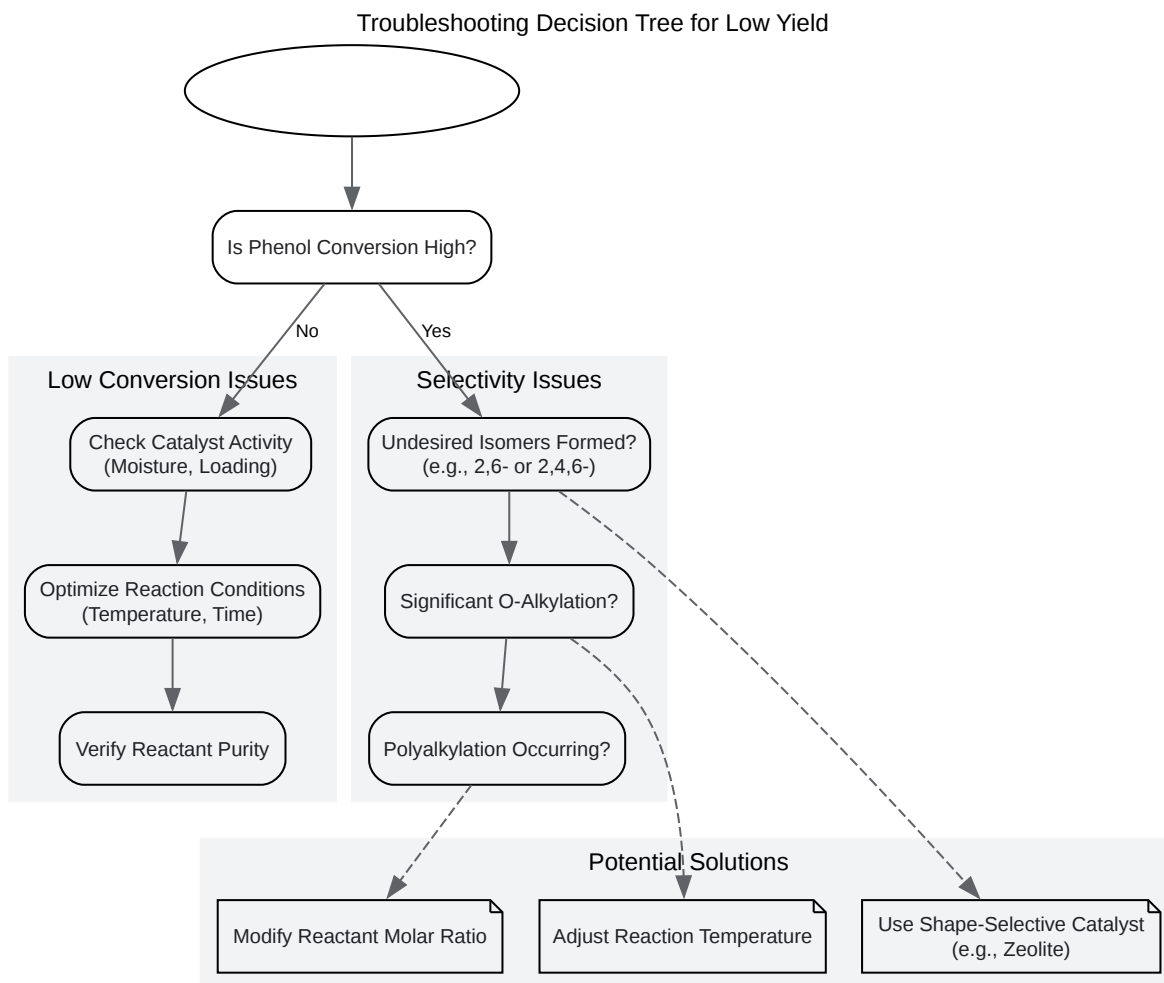 Troubleshooting Decision Tree for Low Yield
Is Phenol Conversion High?
No
Yes
Low Conversion Issues
Selectivity Issues
Check Catalyst Activity
(Moisture, Loading)
Undesired Isomers Formed?
(e.g., 2,6- or 2,4,6-)
Optimize Reaction Conditions
(Temperature, Time)
Significant O-Alkylation?
Verify Reactant Purity
Polyalkylation Occurring?
Potential Solutions
Modify Reactant Molar Ratio
Adjust Reaction Temperature
Use Shape-Selective Catalyst
(e.g., Zeolite)